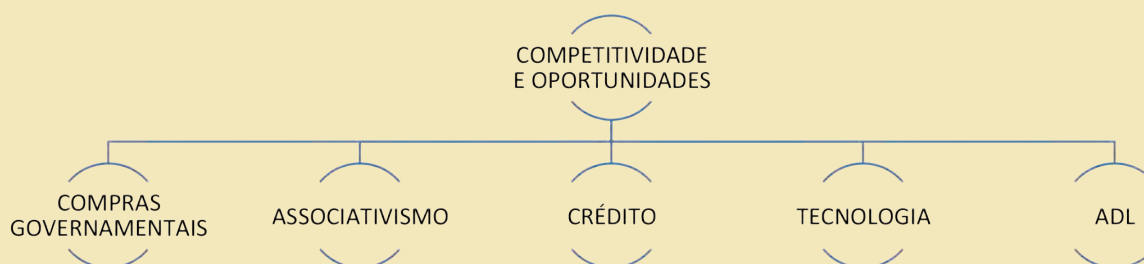 COMPETITIVIDADE
E OPORTUNIDADES
COMPRAS
GOVERNAMENTAIS
ASSOCIATIVISMO
CRÉDITO
TECNOLOGIA
ADL